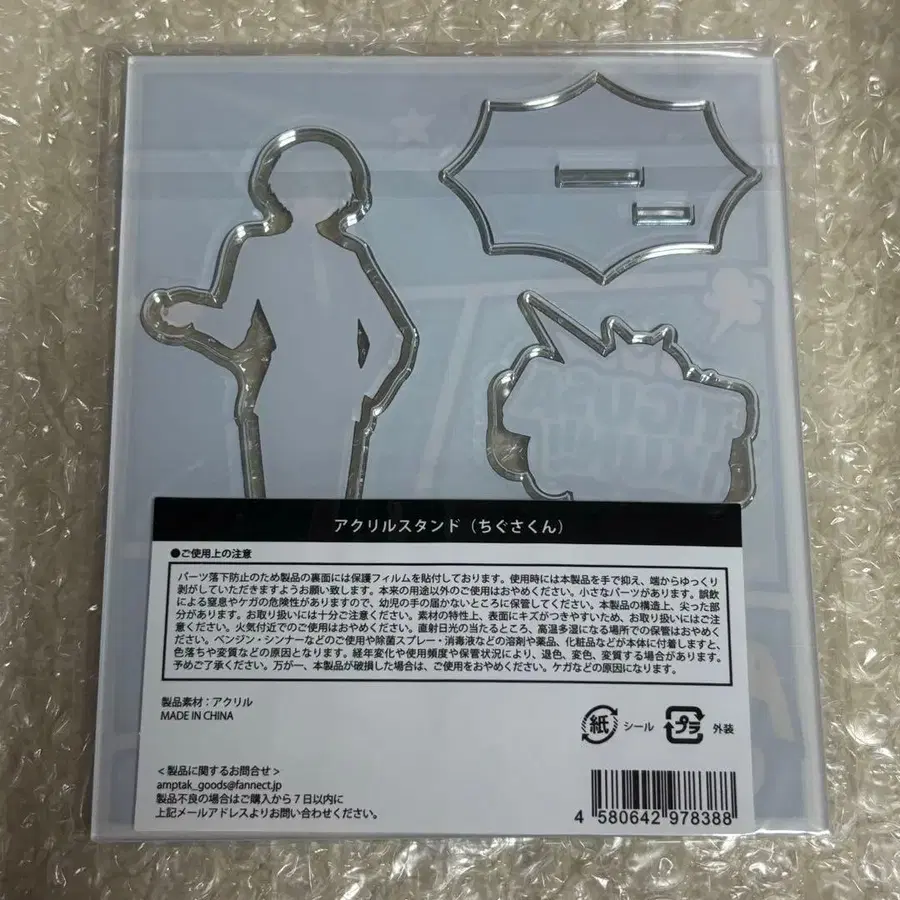 アクリルスタンド（ちぐさくん）
●ご使用上の注意
パーツ落下防止のため製品の裏面には保護フィルムを貼付しております。使用時には本製品を手で抑え、端からゆっくり
剥がしていただきますようお願い致します。本来の用途以外のご使用はおやめください。小さなパーツがあります。誤飲
による窒息やケガの危険性がありますので、幼児の手の届かないところに保管してください。本製品の構造上、尖った部
分があります。お取り扱いには十分ご注意ください。素材の特性上、表面にキズがつきやすいため、お取り扱いにはご注
意ください。火気付近でのご使用はおやめください。直射日光の当たるところ、高温多湿になる場所での保管はおやめく
ださい。ベンジン・シンナーなどのご使用や除菌スプレー・消毒液などの溶剤や薬品、化粧品などが本体に付着しますと、
色落ちや変質などの原因となります。経年変化や使用頻度や保管状況により、退色、変色、変質する場合があります。
予めご了承ください。万が一、本製品が破損した場合は、ご使用をおやめください。ケガなどの原因になります。
製品素材：アクリル
MADE IN CHINA
紙 シール プラ 外装
＜製品に関するお問合せ＞
amptak_goods@fannect.jp
製品不良の場合はご購入から7日以内に
上記メールアドレスよりお問い合わせください。
4 580642 978388